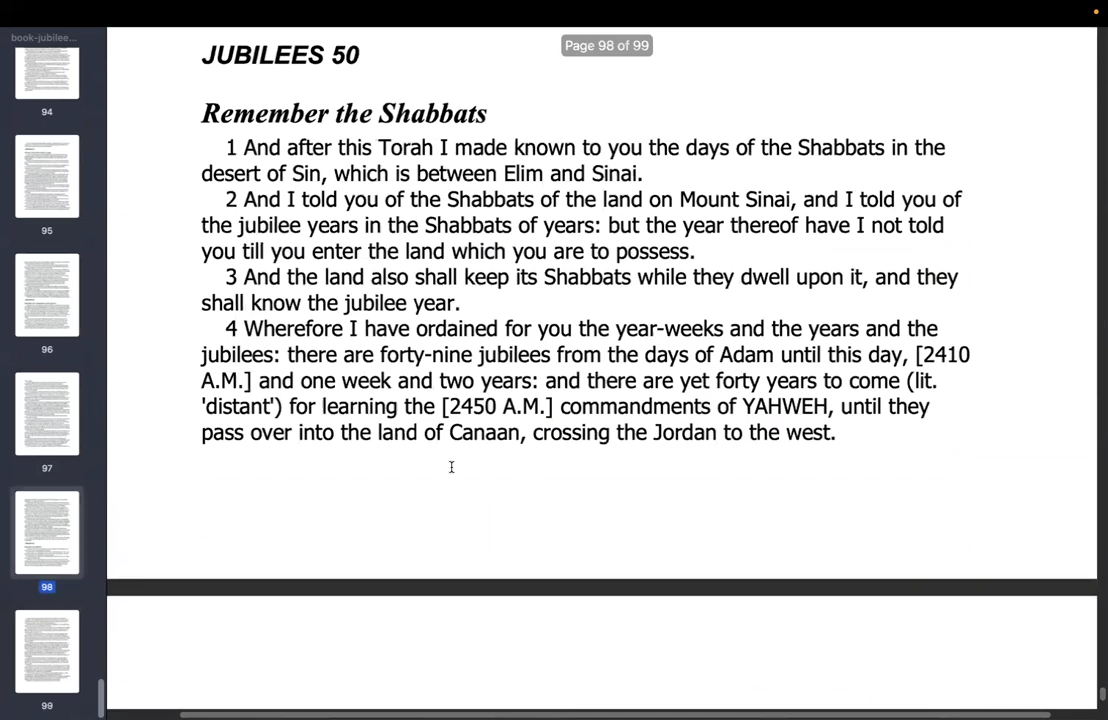 book-jubilee...
Page 98 of 99
94
95
96
97
98
99
JUBILEES 50
Remember the Shabbats
1 And after this Torah I made known to you the days of the Shabbats in the
desert of Sin, which is between Elim and Sinai.
2 And I told you of the Shabbats of the land on Mount Sinai, and I told you of
the jubilee years in the Shabbats of years: but the year thereof have I not told
you till you enter the land which you are to possess.
3 And the land also shall keep its Shabbats while they dwell upon it, and they
shall know the jubilee year.
4 Wherefore I have ordained for you the year-weeks and the years and the
jubilees: there are forty-nine jubilees from the days of Adam until this day, [2410
A.M.] and one week and two years: and there are yet forty years to come (lit.
'distant') for learning the [2450 A.M.] commandments of YAHWEH, until they
pass over into the land of Canaan, crossing the Jordan to the west.